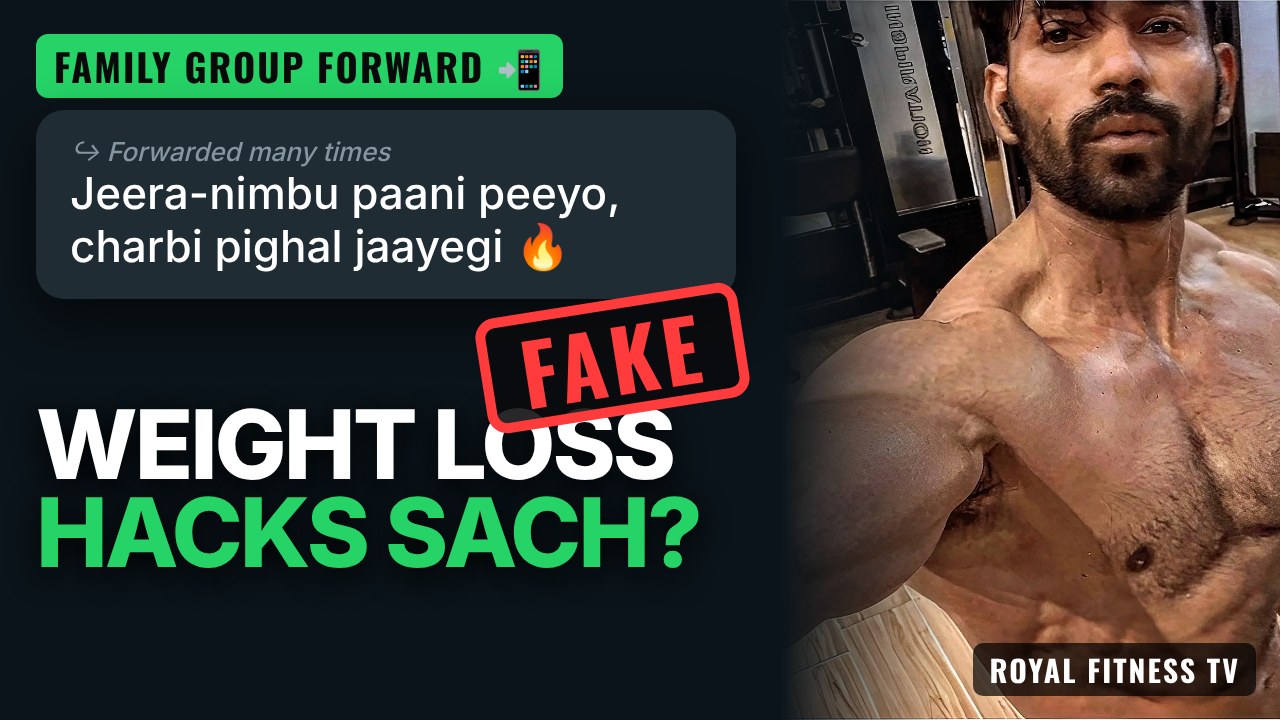 FAMILY GROUP FORWARD
Forwarded many times
Jeera-nimbu paani peeyo,
charbi pighal jaayegi 🔥
FAKE
WEIGHT LOSS
HACKS SACH?
ROYAL FITNESS TV